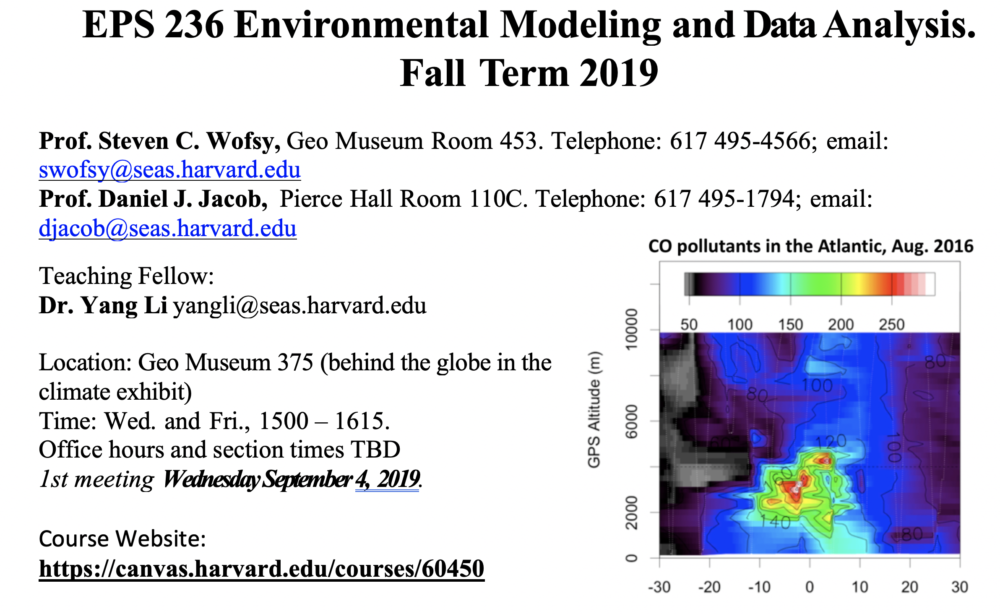 EPS 236 Environmental Modeling and Data Analysis.
Fall Term 2019
Prof. Steven C. Wofsy, Geo Museum Room 453. Telephone: 617 495-4566; email:
swofsy@seas.harvard.edu
Prof. Daniel J. Jacob, Pierce Hall Room 110C. Telephone: 617 495-1794; email:
djacob@seas.harvard.edu
Teaching Fellow:
Dr. Yang Li yangli@seas.harvard.edu
Location: Geo Museum 375 (behind the globe in the
climate exhibit)
Time: Wed. and Fri., 1500 – 1615.
Office hours and section times TBD
1st meeting Wednesday September 4, 2019.
Course Website:
https://canvas.harvard.edu/courses/60450
CO pollutants in the Atlantic, Aug. 2016
50 100 150 200 250
GPS Altitude (m)
10000
6000
2000
0
80
100
80
60
120
100
160
140
80
-30 -20 -10 0 10 20 30